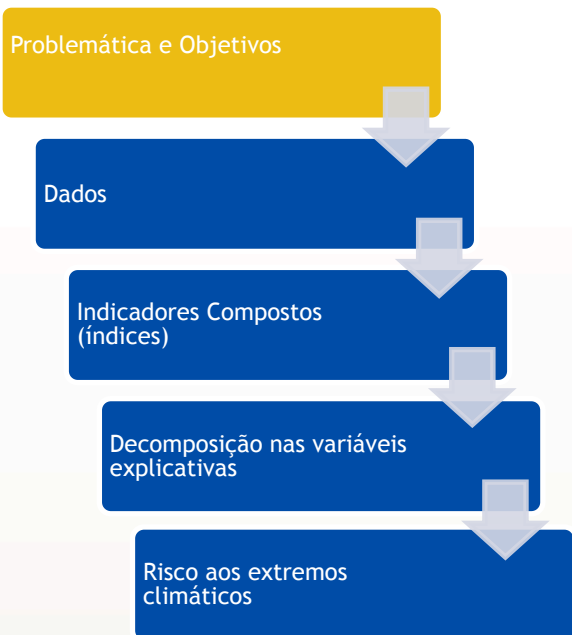 Problemática e Objetivos
Dados
Indicadores Compostos
(índices)
Decomposição nas variáveis
explicativas
Risco aos extremos
climáticos